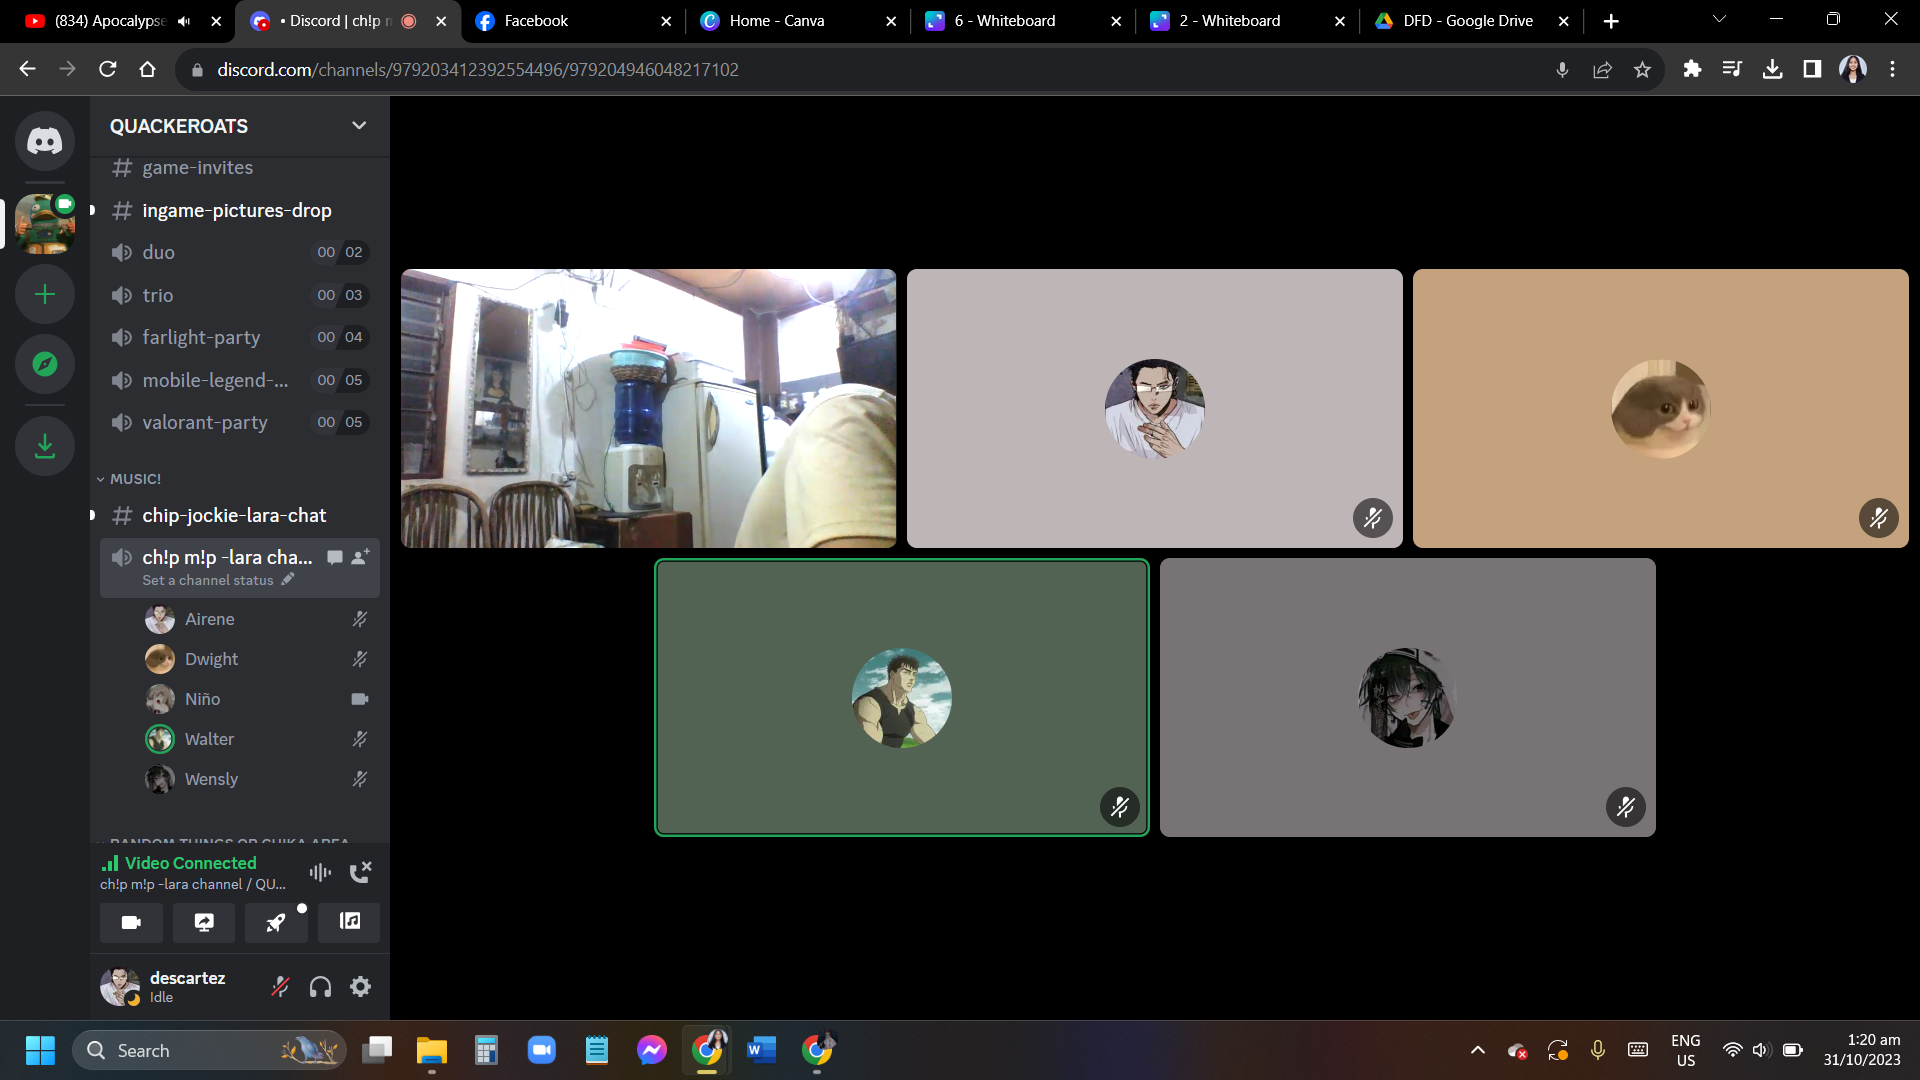 (834) Apocalypse
• Discord | ch!p m
Facebook
Home - Canva
6 - Whiteboard
2 - Whiteboard
DFD - Google Drive
discord.com/channels/979203412392554496/979204946048217102
QUACKEROATS
game-invites
ingame-pictures-drop
duo 00 02
trio 00 03
farlight-party 00 04
mobile-legend-... 00 05
valorant-party 00 05
MUSIC!
chip-jockie-lara-chat
ch!p m!p -lara cha...
Set a channel status
Airene
Dwight
Niño
Walter
Wensly
RANDOM THINGS OR CHIKA AREA
Video Connected
ch!p m!p -lara channel / QU...
descartez
Idle
Search
ENG
US
1:20 am
31/10/2023